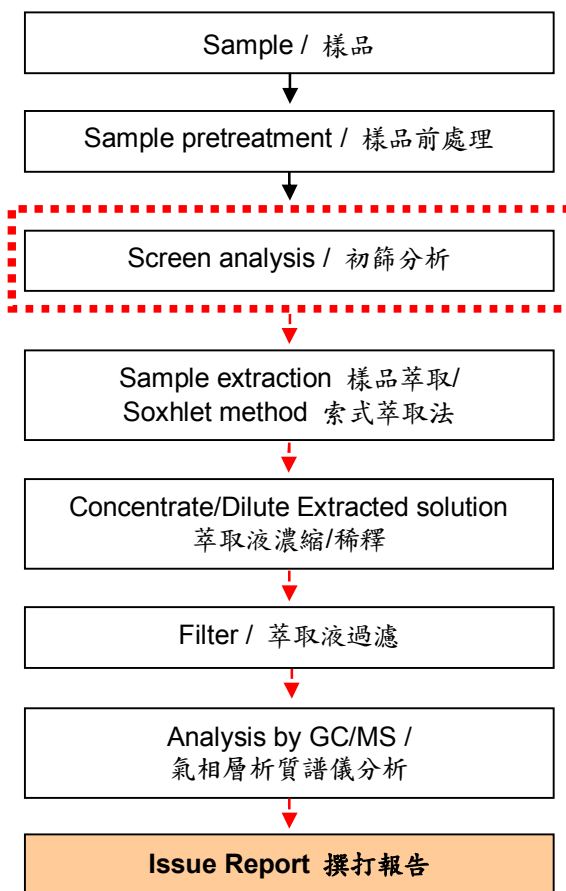 Sample / 樣品
Sample pretreatment / 樣品前處理
Screen analysis / 初篩分析
Sample extraction 樣品萃取/
Soxhlet method 索式萃取法
Concentrate/Dilute Extracted solution
萃取液濃縮/稀釋
Filter / 萃取液過濾
Analysis by GC/MS /
氣相層析質譜儀分析
Issue Report 撰打報告